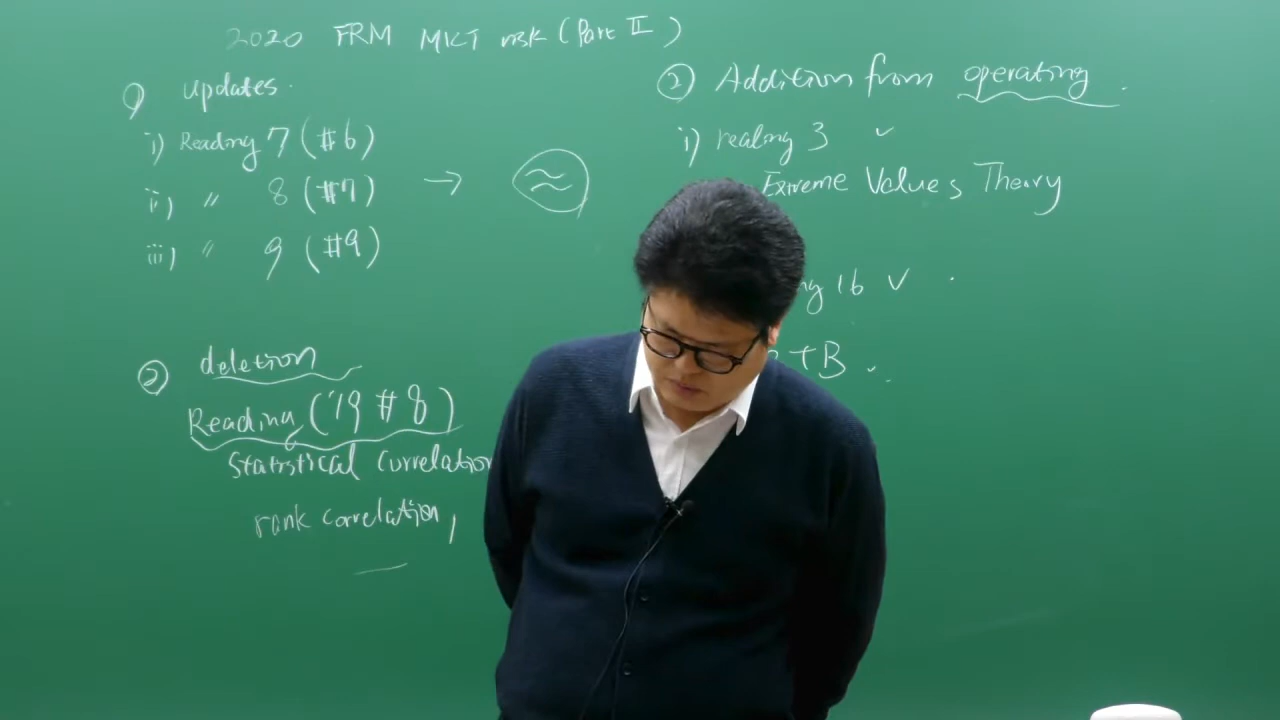 2020 FRM MKT risk (Part II)
1) updates.
i) Reading 7 (#6)
ii) 〃 8 (#7) → ≈
iii) 〃 9 (#9)
② deletion
Reading ('19 #8)
Statistical correlation
rank correlation,
② Addition from operating.
i) reading 3 ✓
Extreme Values Theory
ng 16 ✓
+B